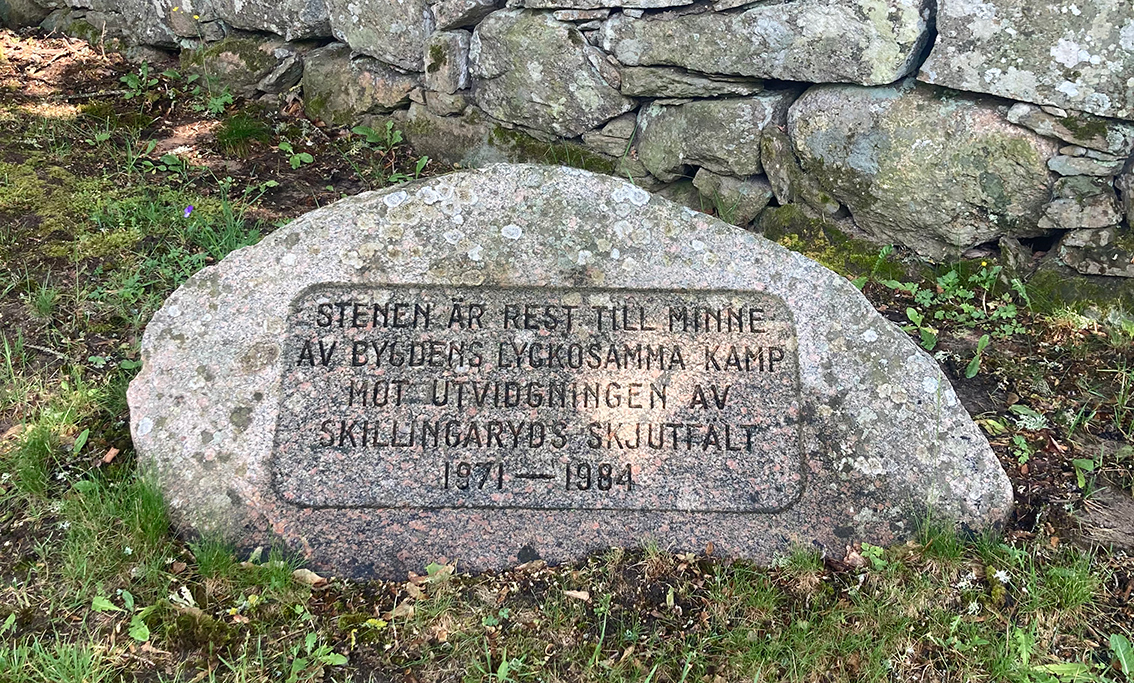 STENEN ÄR REST TILL MINNE
AV BYGDENS LYCKOSAMMA KAMP
MOT UTVIDGNINGEN AV
SKILLINGARYDS SKJUTFÄLT
1971 — 1984